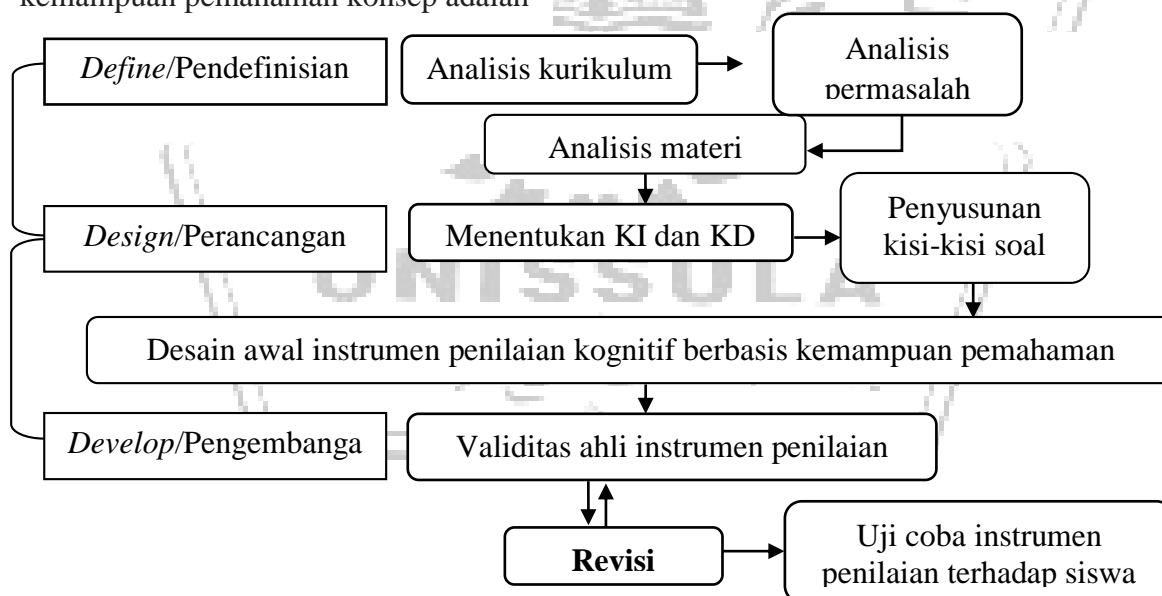 kemampuan pemahaman konsep adalah
Define/Pendefinisian
Analisis kurikulum
Analisis
permasalah
Analisis materi
Design/Perancangan
Menentukan KI dan KD
Penyusunan
kisi-kisi soal
UNISSULA
Desain awal instrumen penilaian kognitif berbasis kemampuan pemahaman
Develop/Pengembanga
Validitas ahli instrumen penilaian
Revisi
Uji coba instrumen
penilaian terhadap siswa